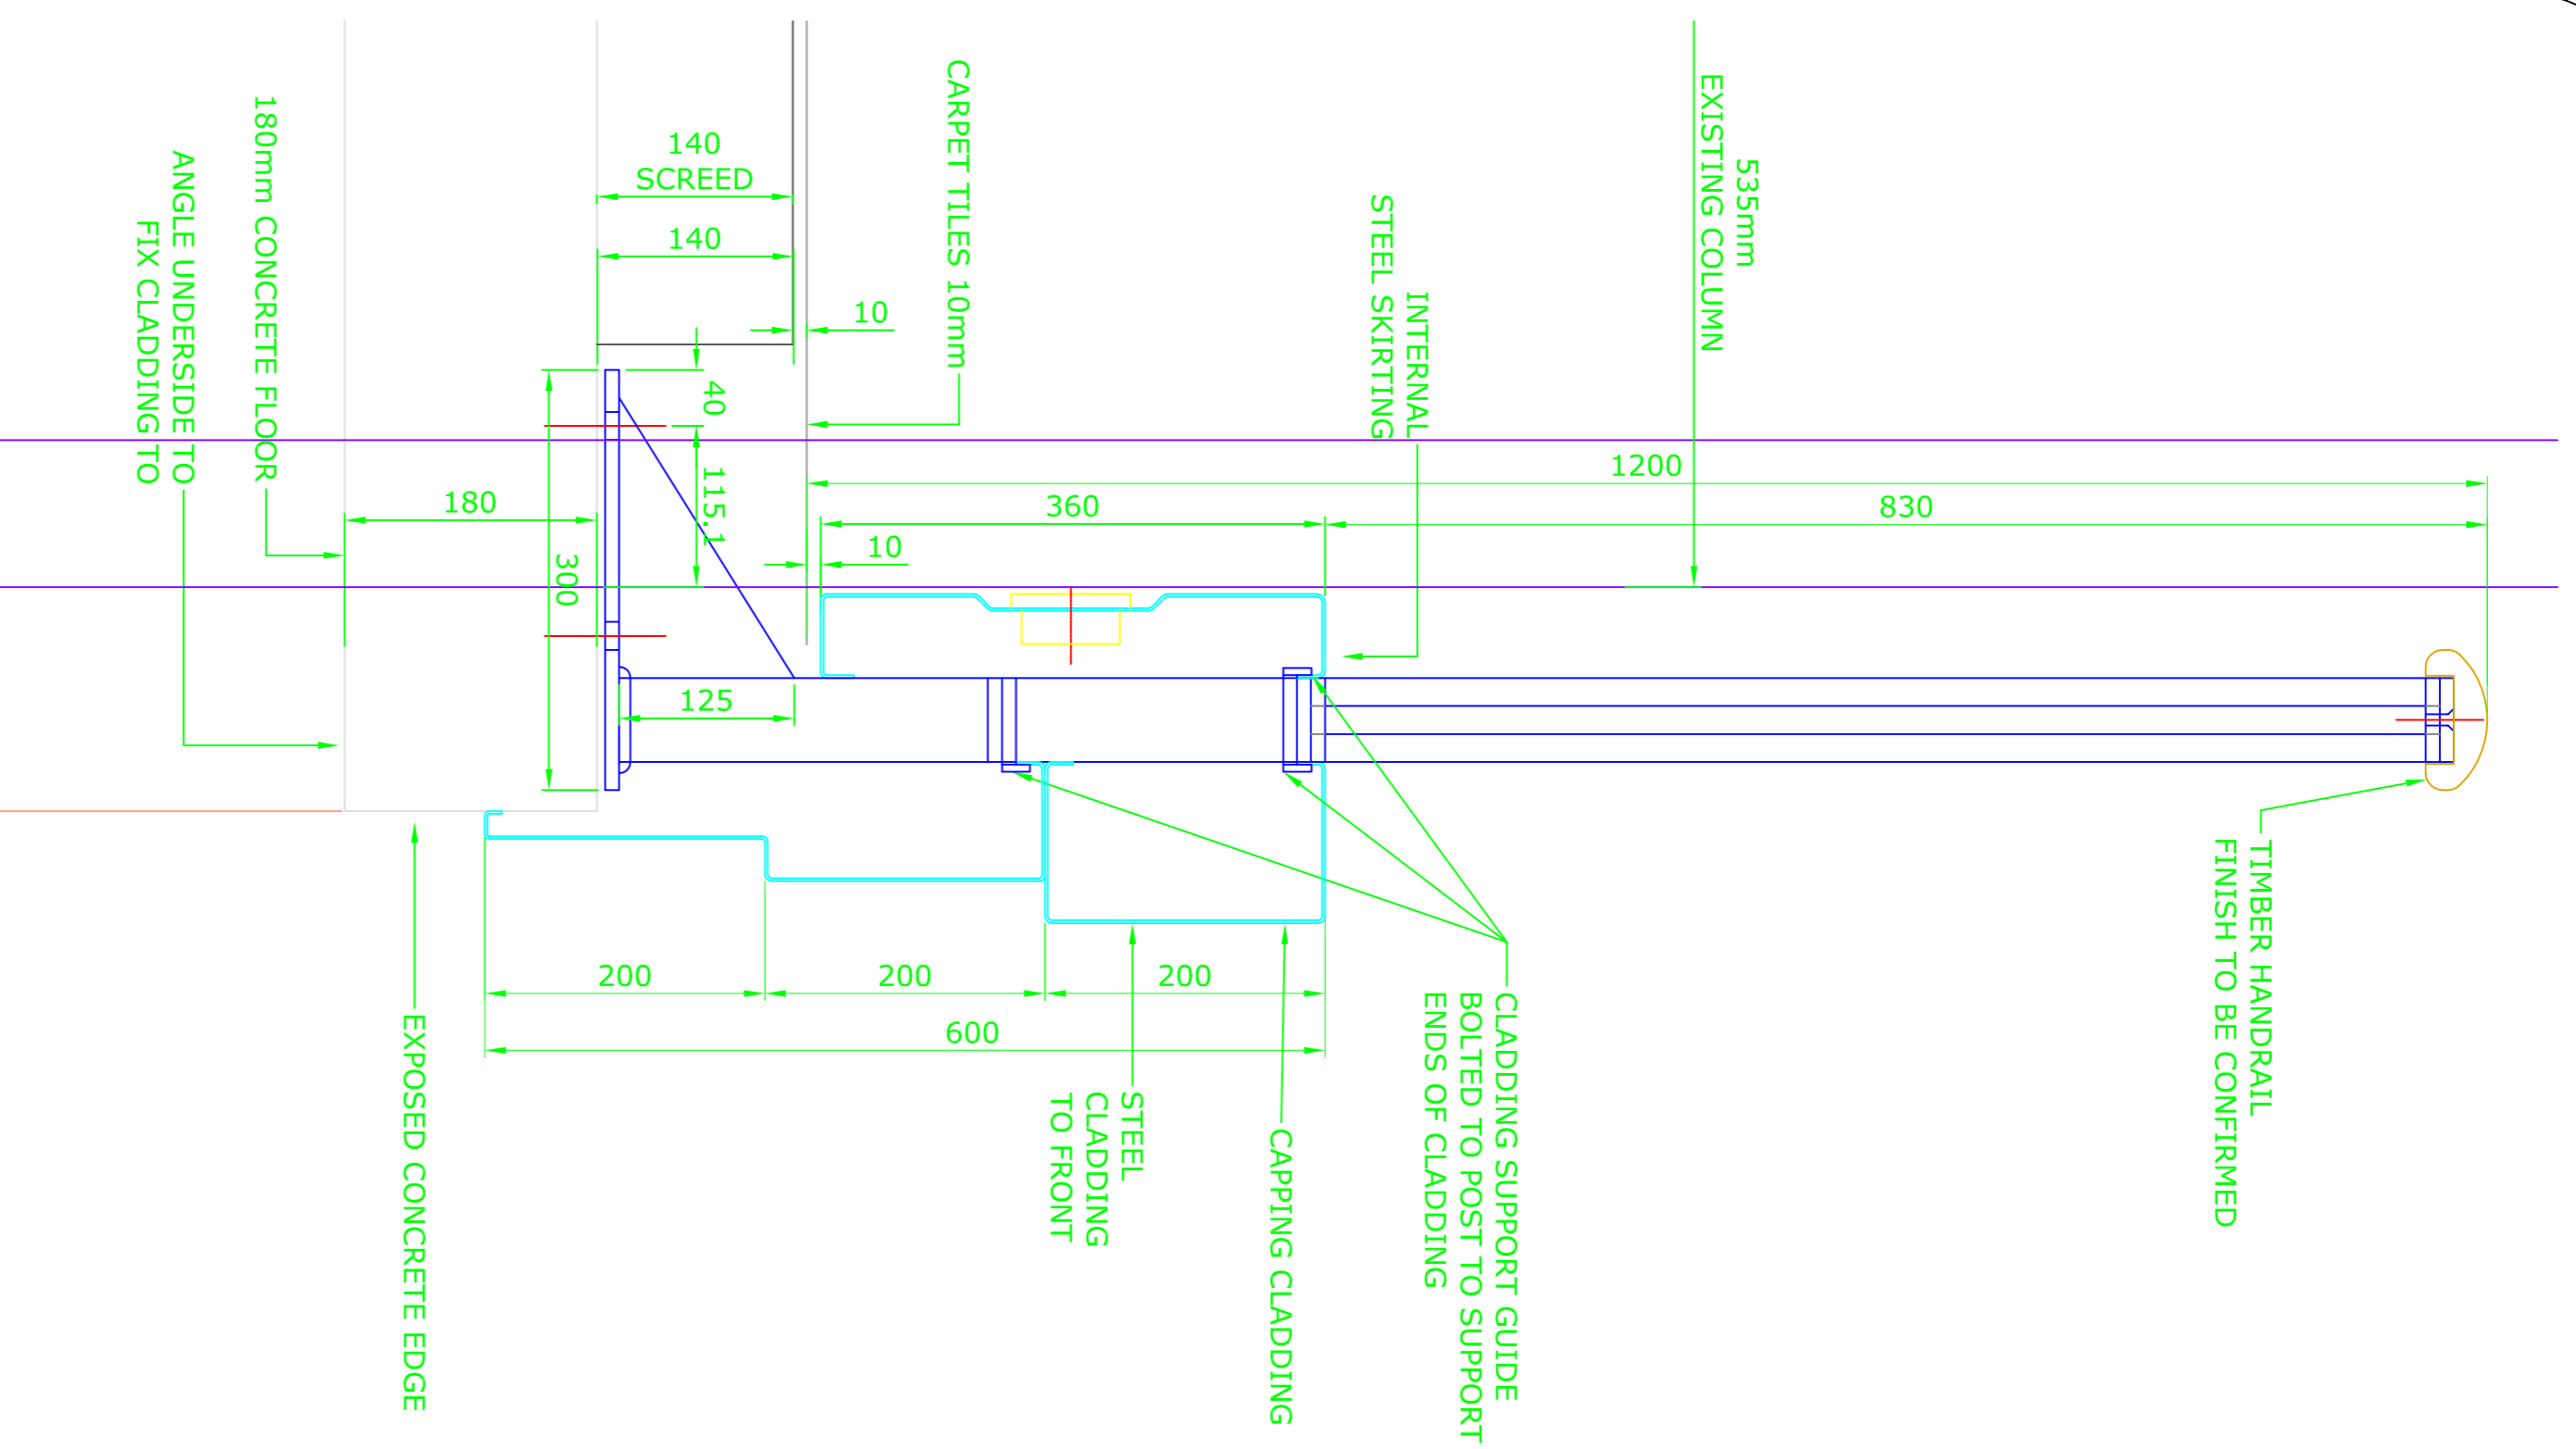 535mm
EXISTING COLUMN
INTERNAL
STEEL SKIRTING
CARPET TILES 10mm
140
SCREED
140
10
40
115.1
180mm CONCRETE FLOOR
ANGLE UNDERSIDE TO
FIX CLADDING TO
180
300
125
10
360
1200
830
TIMBER HANDRAIL
FINISH TO BE CONFIRMED
200
200
200
600
CLADDING SUPPORT GUIDE
BOLTED TO POST TO SUPPORT
ENDS OF CLADDING
CAPPING CLADDING
STEEL
CLADDING
TO FRONT
EXPOSED CONCRETE EDGE